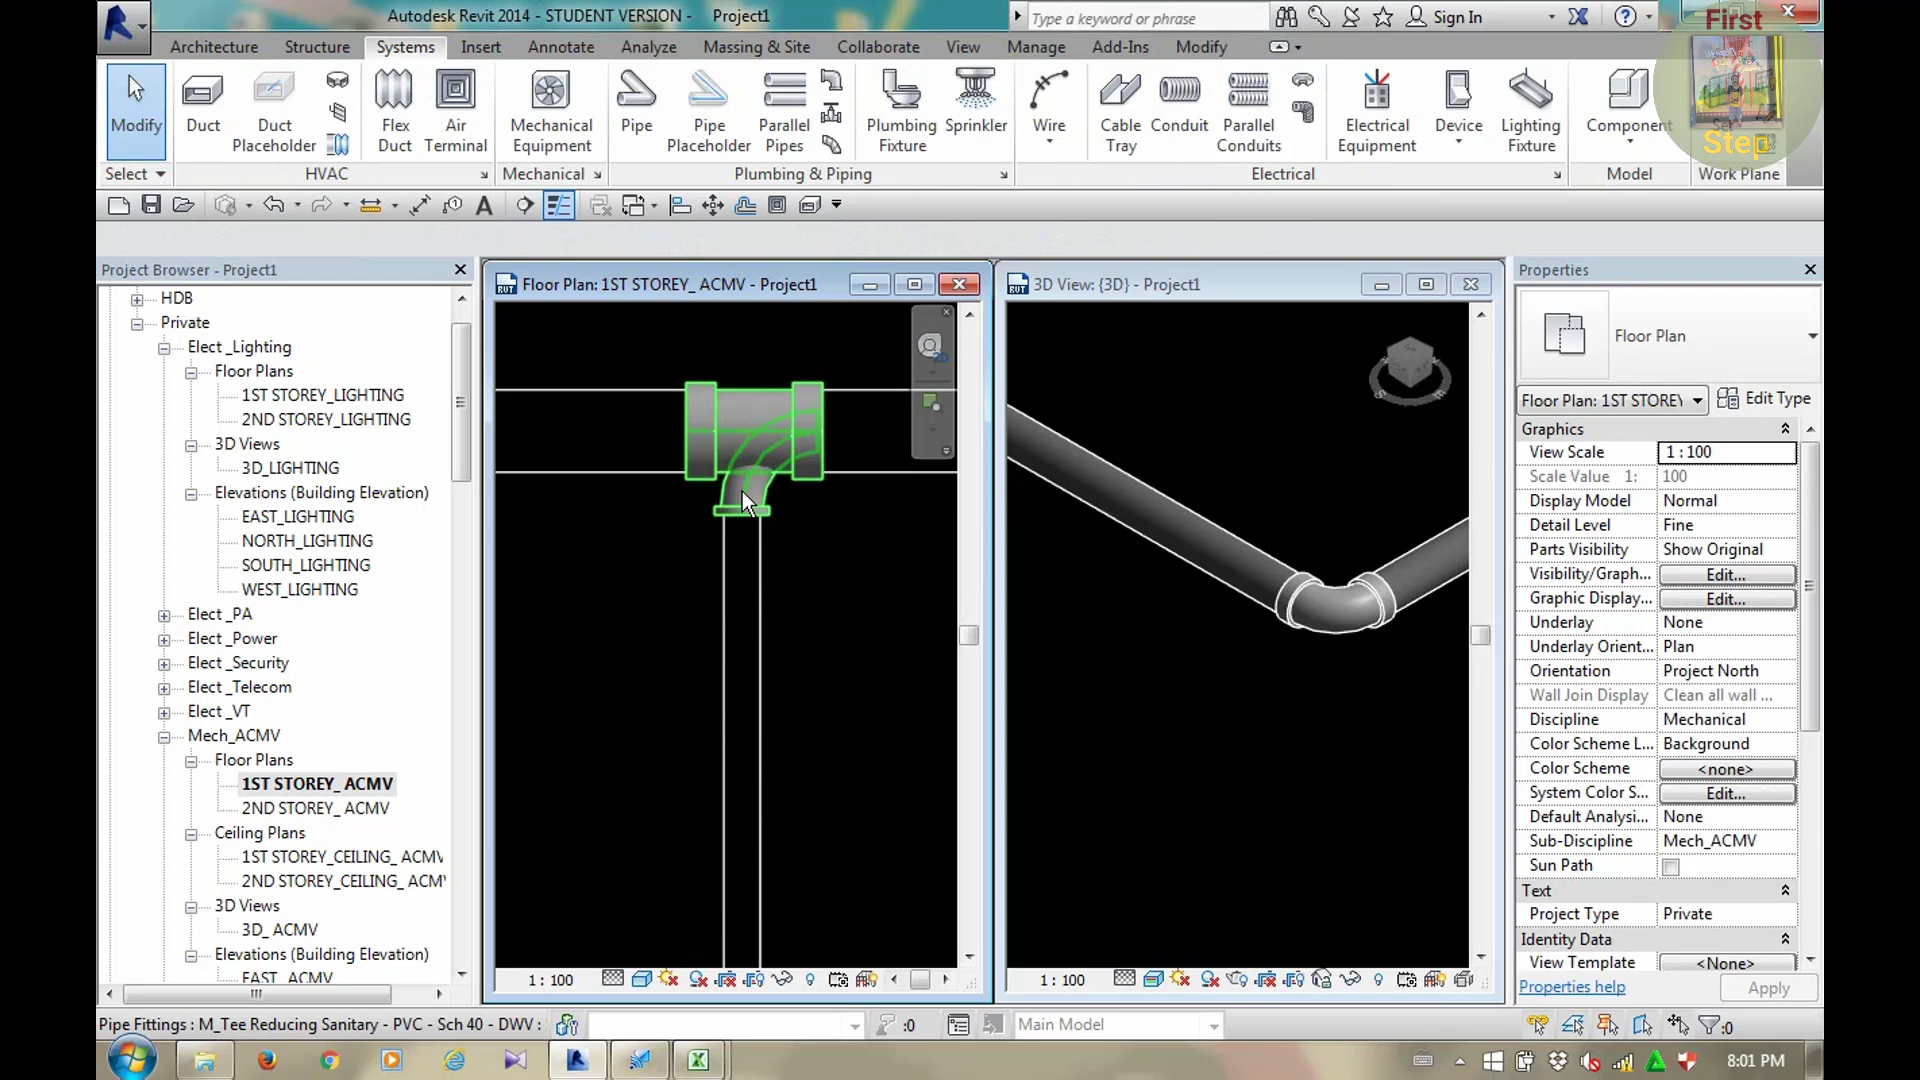 Autodesk Revit 2014 - STUDENT VERSION - Project1
Type a keyword or phrase
Sign In
First
Step
Architecture Structure Systems Insert Annotate Analyze Massing & Site Collaborate View Manage Add-Ins Modify
Modify
Duct
Duct Placeholder
Flex Duct
Air Terminal
Mechanical Equipment
Pipe
Pipe Placeholder
Parallel Pipes
Plumbing Fixture
Sprinkler
Wire
Cable Tray
Conduit
Parallel Conduits
Electrical Equipment
Device
Lighting Fixture
Component
Set
Select HVAC Mechanical Plumbing & Piping Electrical Model Work Plane
Project Browser - Project1
HDB
Private
Elect _Lighting
Floor Plans
1ST STOREY_LIGHTING
2ND STOREY_LIGHTING
3D Views
3D_LIGHTING
Elevations (Building Elevation)
EAST_LIGHTING
NORTH_LIGHTING
SOUTH_LIGHTING
WEST_LIGHTING
Elect _PA
Elect _Power
Elect _Security
Elect _Telecom
Elect _VT
Mech_ACMV
Floor Plans
1ST STOREY_ ACMV
2ND STOREY_ ACMV
Ceiling Plans
1ST STOREY_CEILING_ ACMV
2ND STOREY_CEILING_ ACM
3D Views
3D_ ACMV
Elevations (Building Elevation)
EAST_ ACMV
Floor Plan: 1ST STOREY_ ACMV - Project1
2D
1 : 100
3D View: {3D} - Project1
1 : 100
Properties
Floor Plan
Floor Plan: 1ST STOREY Edit Type
Graphics
View Scale 1 : 100
Scale Value 1: 100
Display Model Normal
Detail Level Fine
Parts Visibility Show Original
Visibility/Graph... Edit...
Graphic Display... Edit...
Underlay None
Underlay Orient... Plan
Orientation Project North
Wall Join Display Clean all wall ...
Discipline Mechanical
Color Scheme L... Background
Color Scheme <none>
System Color S... Edit...
Default Analysi... None
Sub-Discipline Mech_ACMV
Sun Path
Text
Project Type Private
Identity Data
View Template <None>
Properties help Apply
Pipe Fittings : M_Tee Reducing Sanitary - PVC - Sch 40 - DWV : :0 Main Model :0
8:01 PM